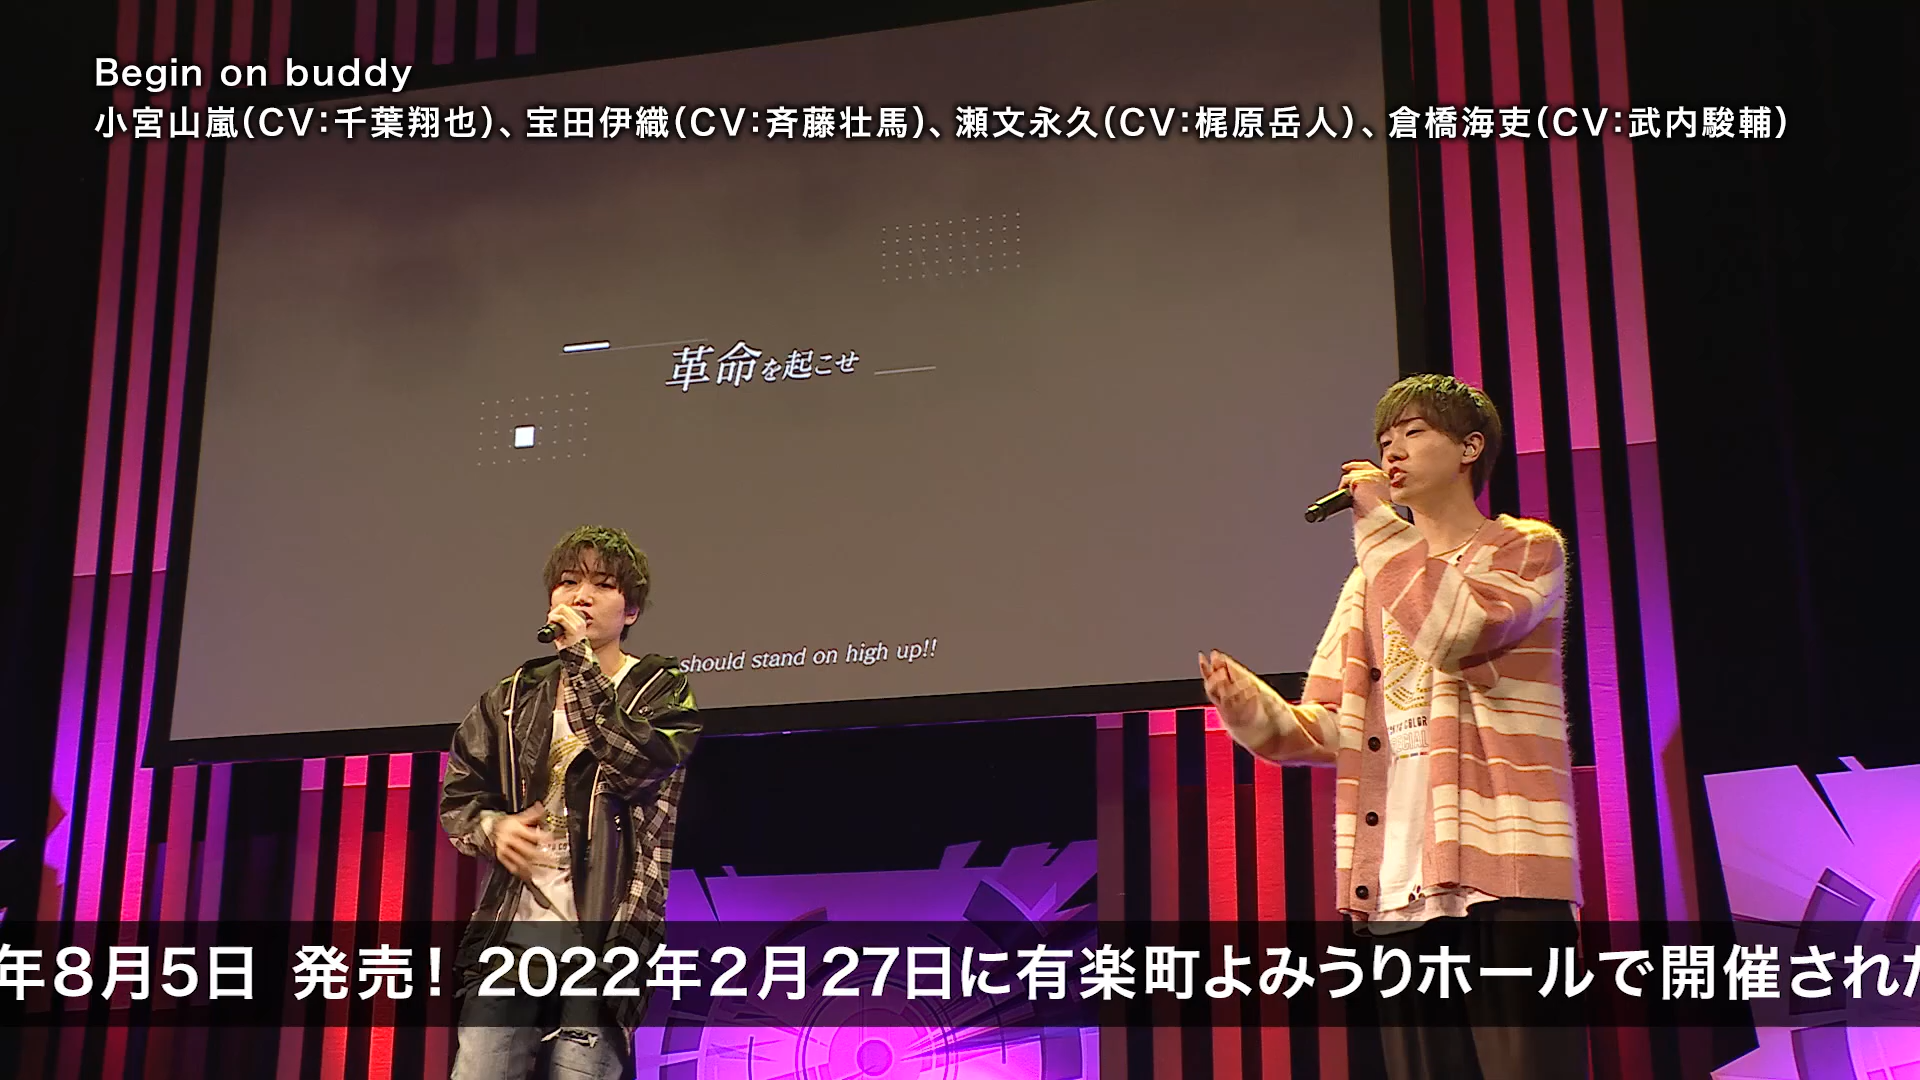 Begin on buddy
小宮山嵐（CV：千葉翔也）、宝田伊織（CV：斉藤壮馬）、瀬文永久（CV：梶原岳人）、倉橋海吏（CV：武内駿輔）
革命を起こせ
should stand on high up!!
COLOR
年8月5日 発売！ 2022年2月27日に有楽町よみうりホールで開催された